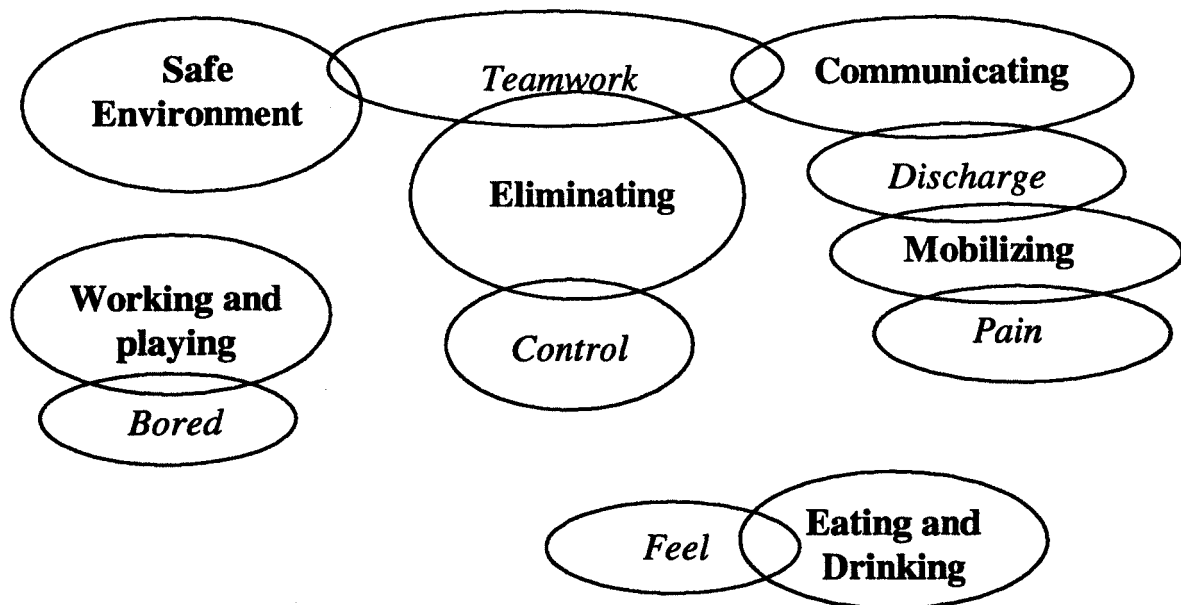 Safe
Environment
Teamwork
Communicating
Eliminating
Discharge
Mobilizing
Working and
playing
Control
Pain
Bored
Feel
Eating and
Drinking